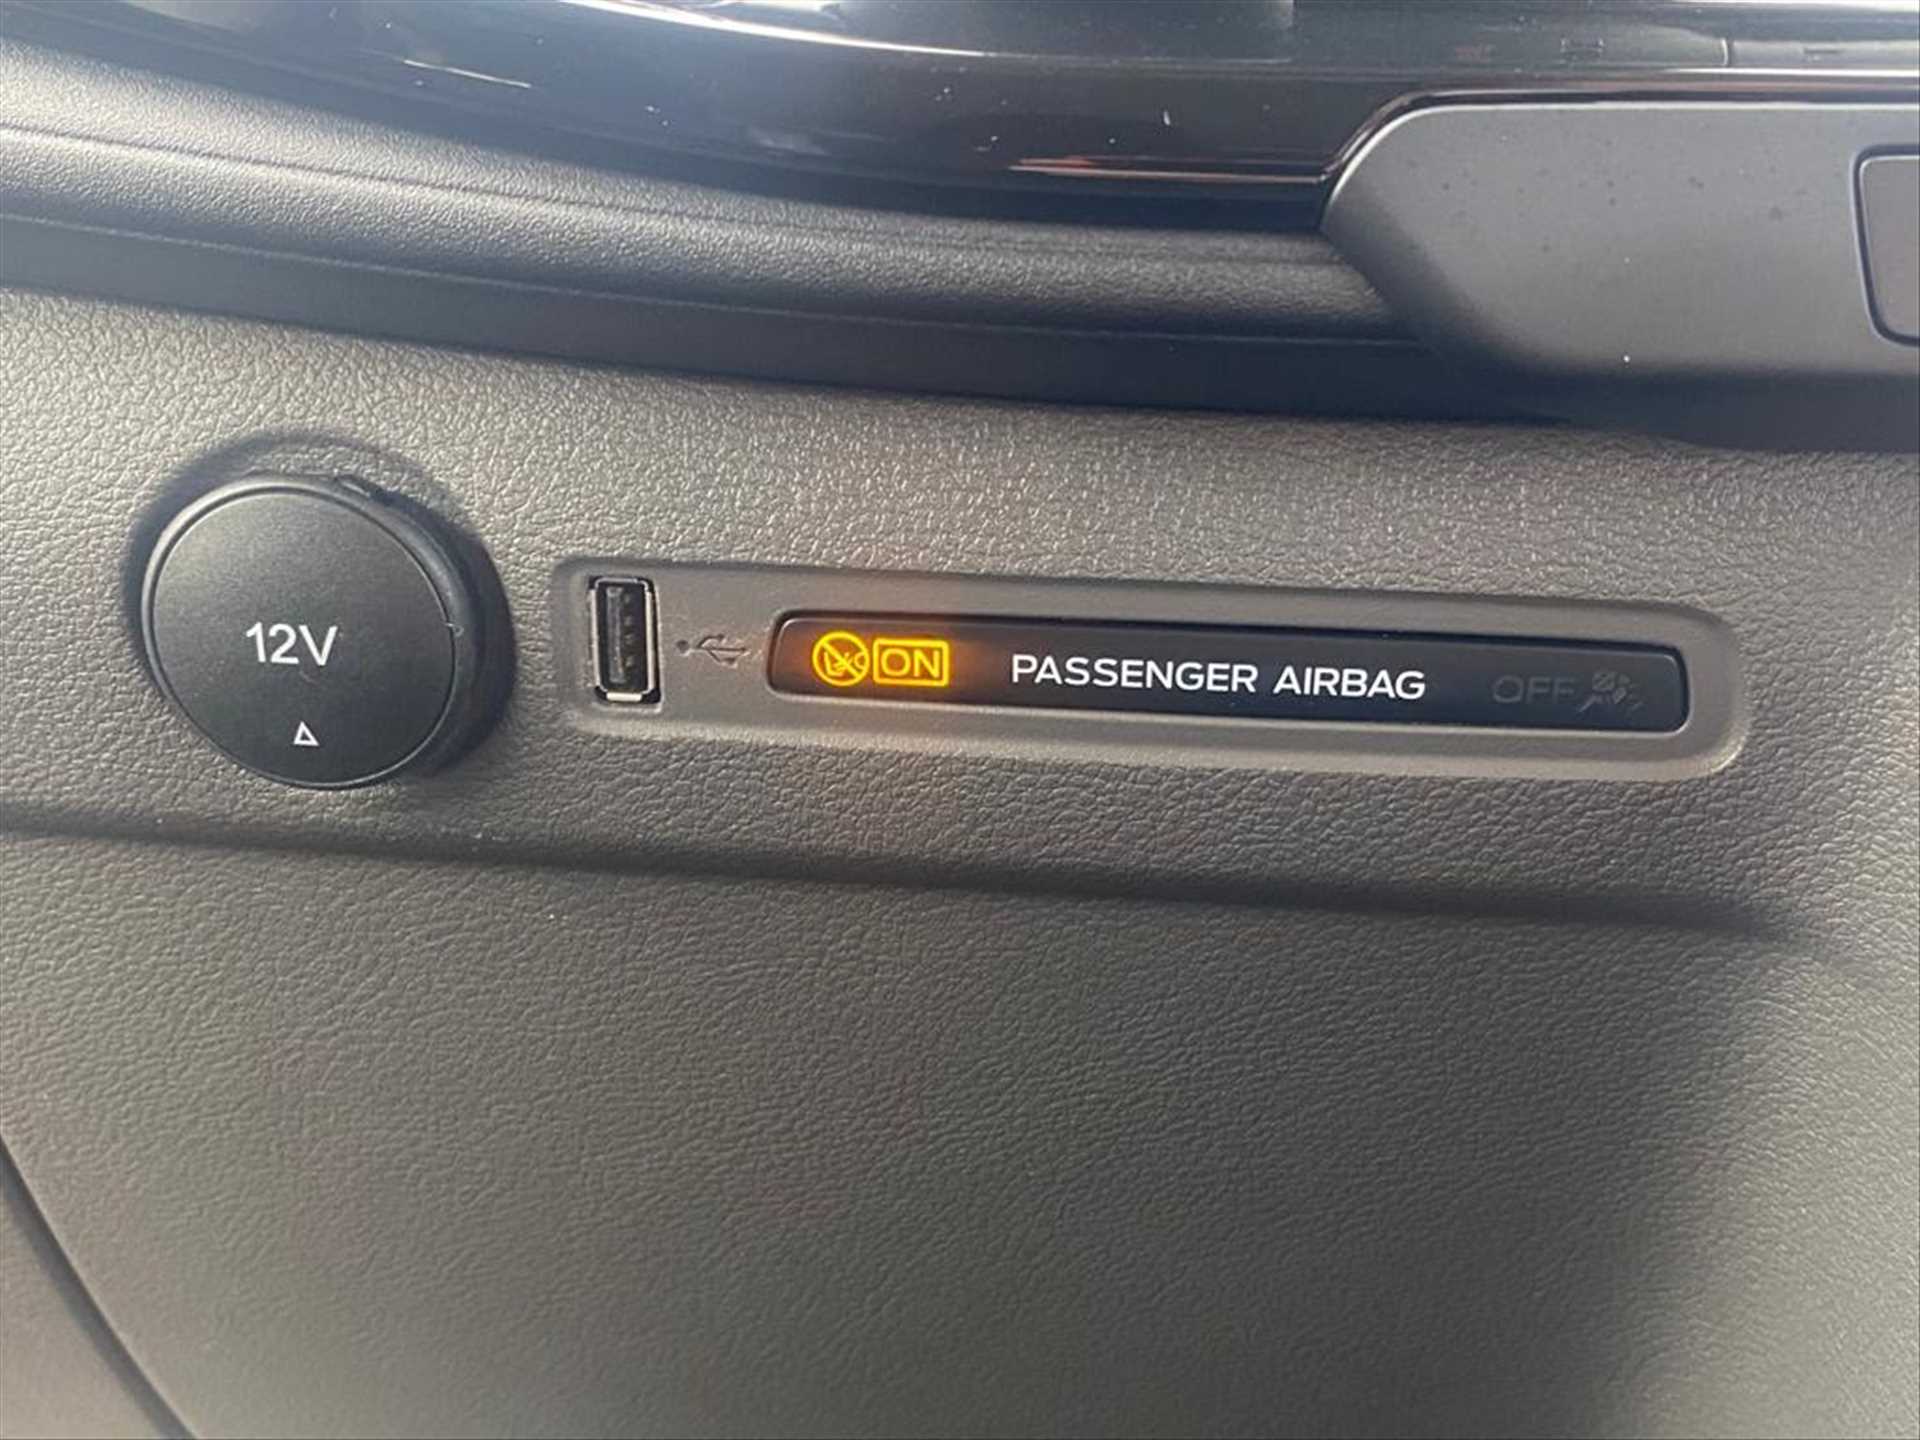 12V
ON PASSENGER AIRBAG OFF